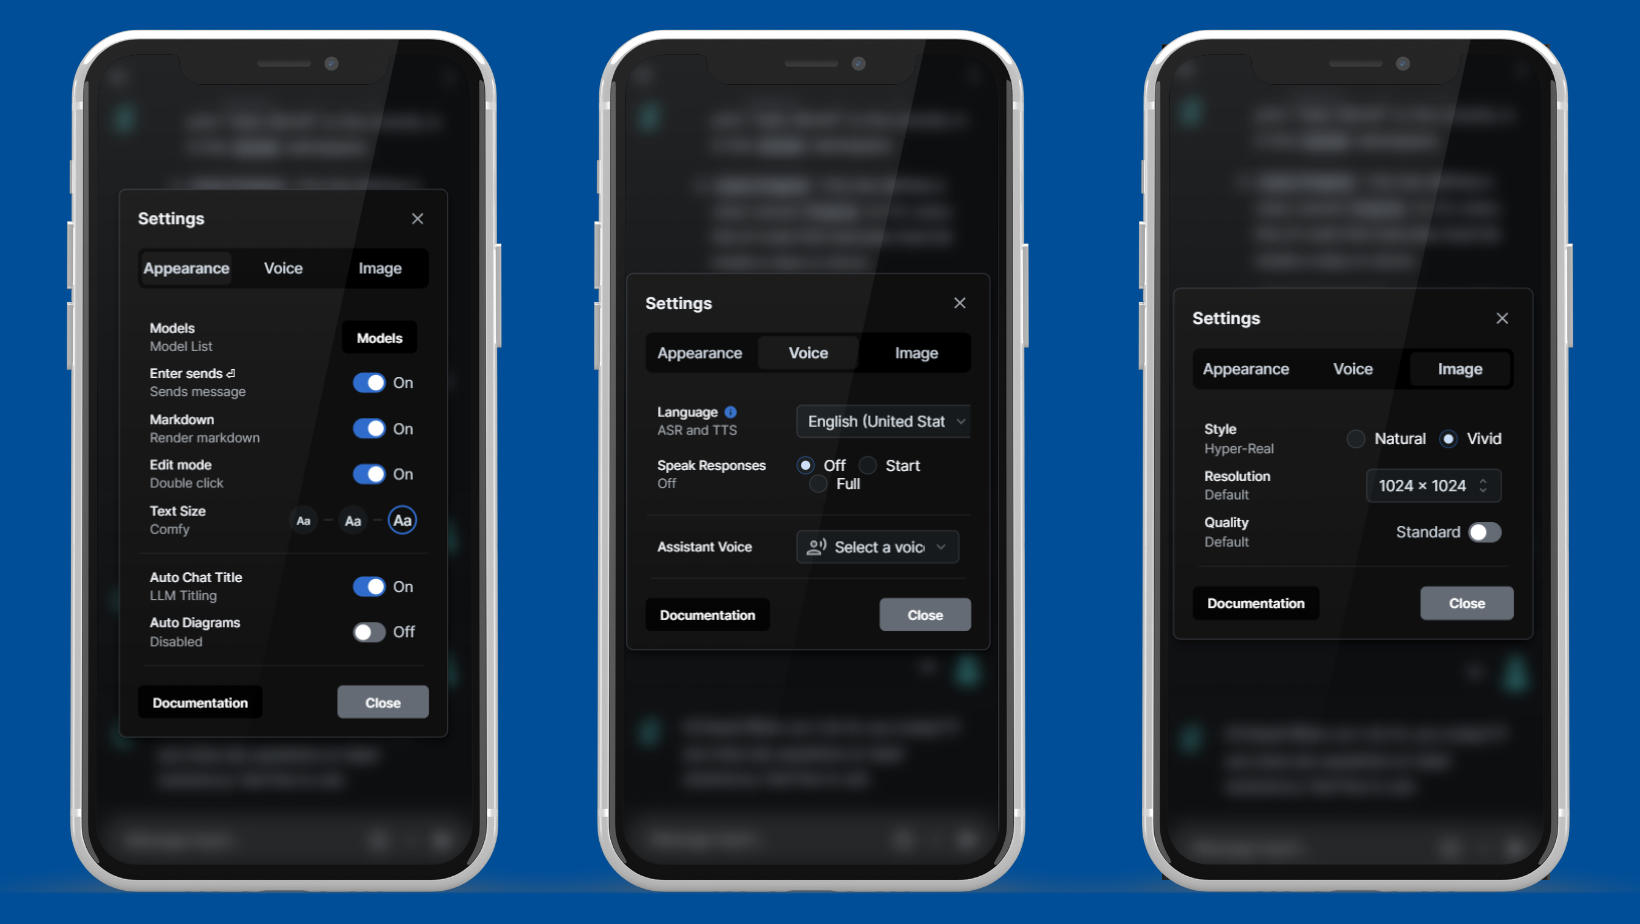 Settings
Appearance Voice Image
Models
Model List
Models
Enter sends ⏎
Sends message
On
Markdown
Render markdown
On
Edit mode
Double click
On
Text Size
Comfy
Aa Aa Aa
Auto Chat Title
LLM Titling
On
Auto Diagrams
Disabled
Off
Documentation Close
Settings
Appearance Voice Image
Language
ASR and TTS
English (United Stat
Speak Responses
Off
Off Start
Full
Assistant Voice
Select a voic
Documentation Close
Settings
Appearance Voice Image
Style
Hyper-Real
Natural Vivid
Resolution
Default
1024 × 1024
Quality
Default
Standard
Documentation Close